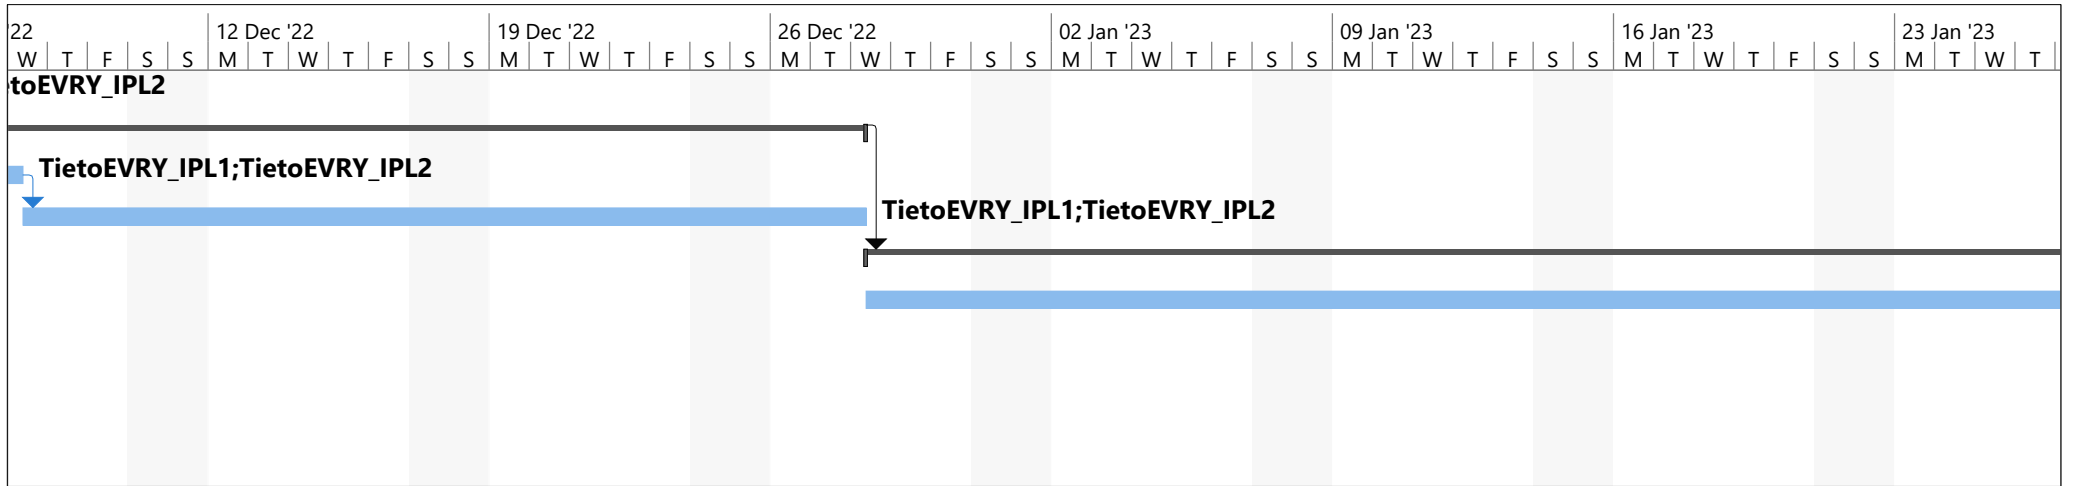 22 12 Dec '22 19 Dec '22 26 Dec '22 02 Jan '23 09 Jan '23 16 Jan '23 23 Jan '23
W T F S S M T W T F S S M T W T F S S M T W T F S S M T W T F S S M T W T F S S M T W T F S S M T W T
toEVRY_IPL2
TietoEVRY_IPL1;TietoEVRY_IPL2
TietoEVRY_IPL1;TietoEVRY_IPL2